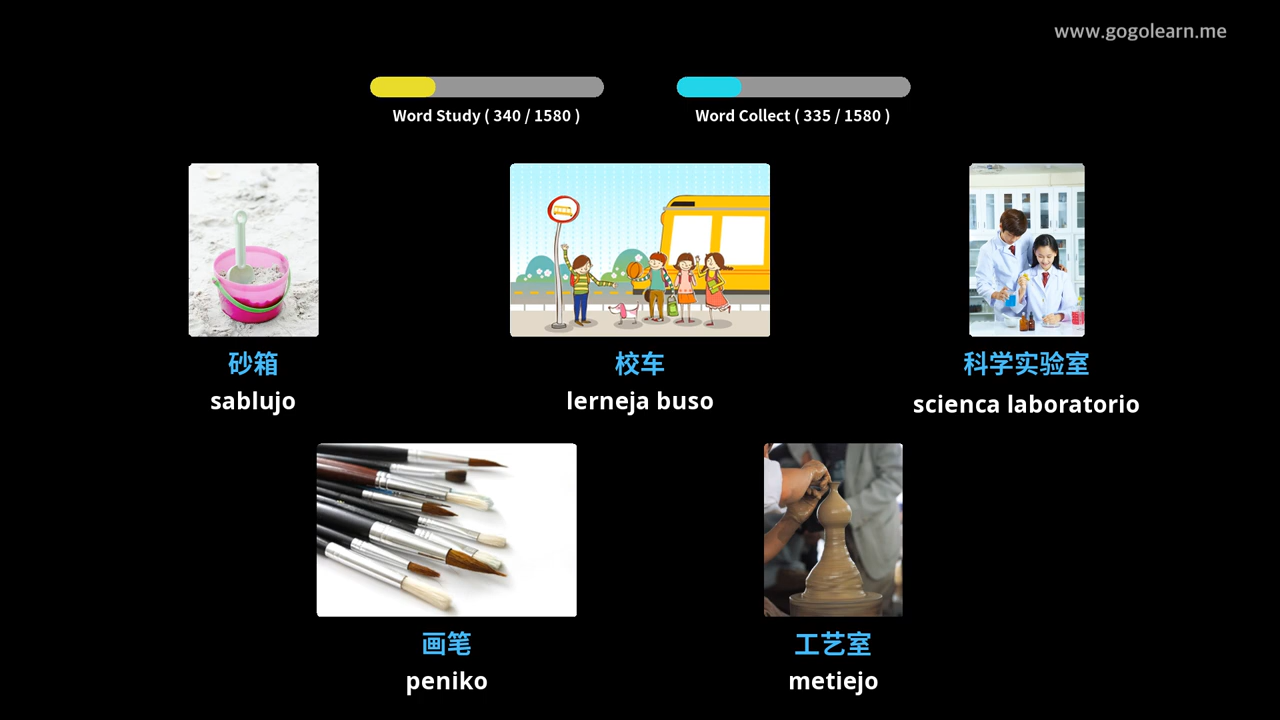 www.gogolearn.me
Word Study ( 340 / 1580 )
Word Collect ( 335 / 1580 )
砂箱
sablujo
校车
lerneja buso
科学实验室
scienca laboratorio
画笔
peniko
工艺室
metiejo